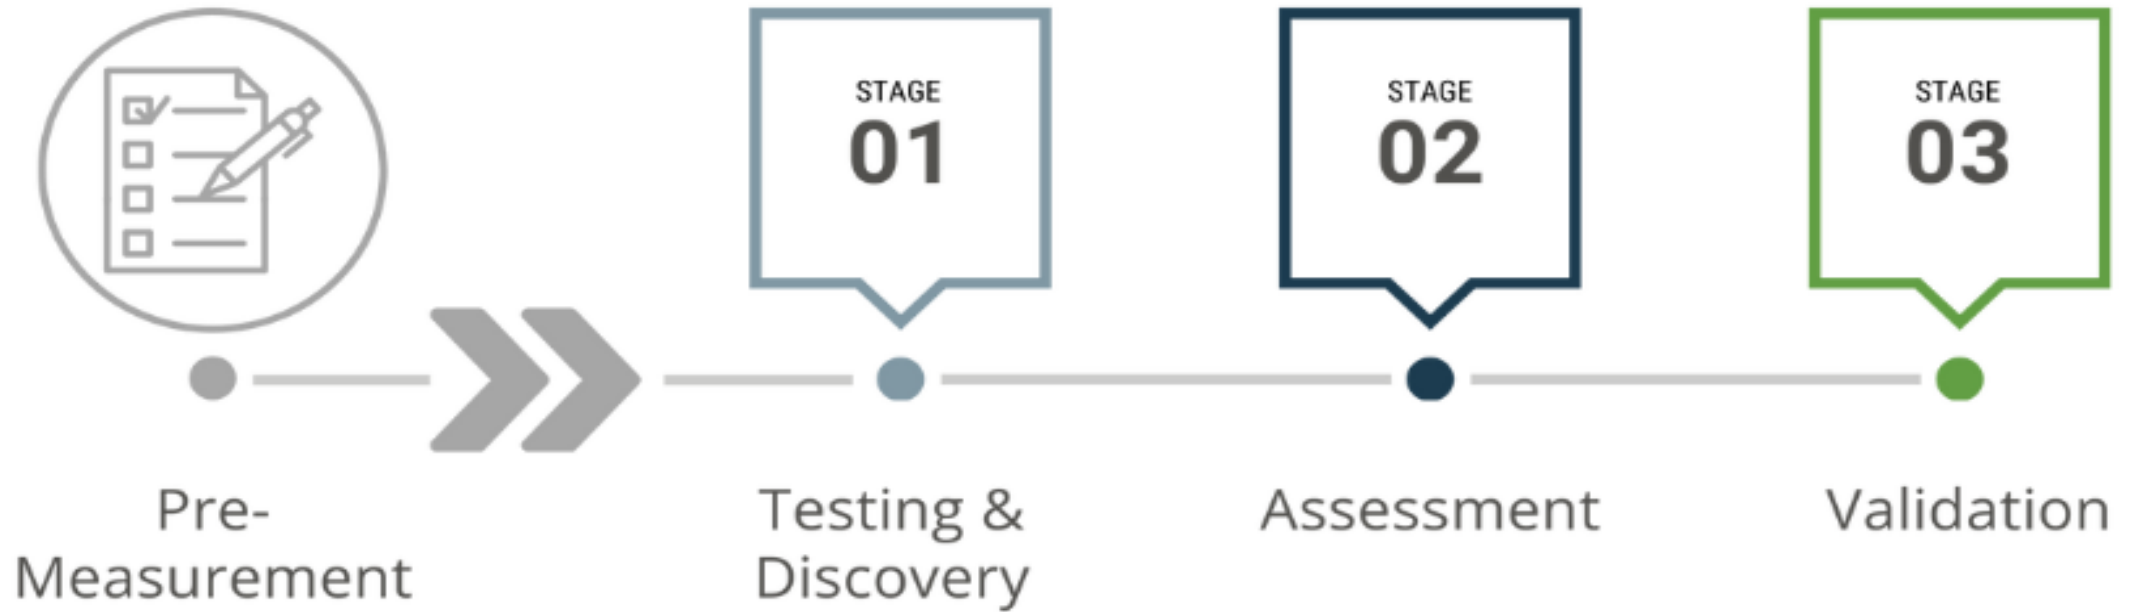 STAGE
01
STAGE
02
STAGE
03
Pre-
Measurement
Testing &
Discovery
Assessment
Validation